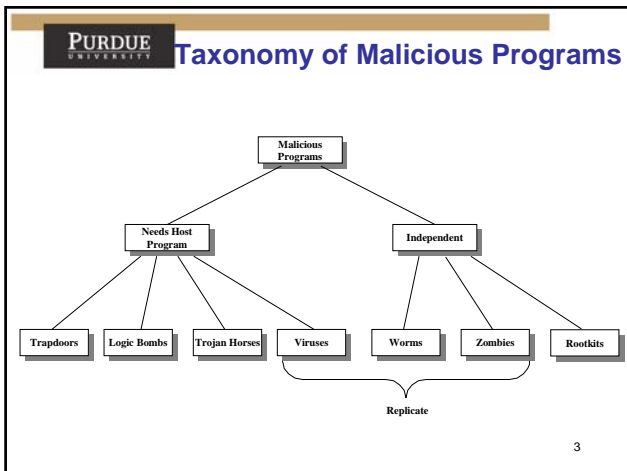 PURDUE
UNIVERSITY
Taxonomy of Malicious Programs
Malicious
Programs
Needs Host
Program
Independent
Trapdoors
Logic Bombs
Trojan Horses
Viruses
Worms
Zombies
Rootkits
Replicate
3